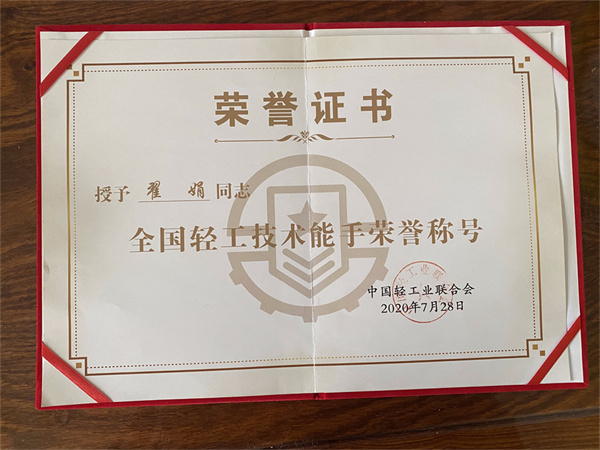 荣誉证书
授予 翟 娟 同志
全国轻工技术能手荣誉称号
中国轻工业联合会
2020年7月28日